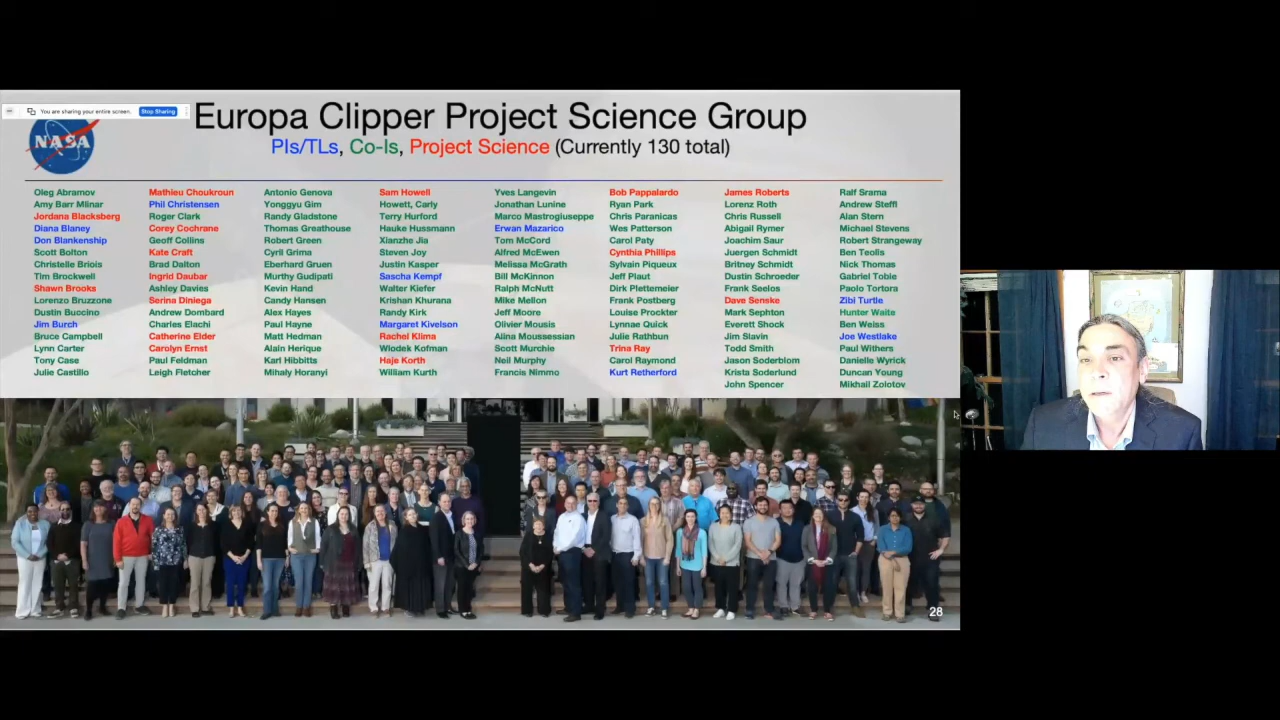 You are sharing your entire screen.
Stop Sharing
Europa Clipper Project Science Group
NASA
PIs/TLs, Co-Is, Project Science (Currently 130 total)
Oleg Abramov
Amy Barr Mlinar
Jordana Blacksberg
Diana Blaney
Don Blankenship
Scott Bolton
Christelle Briois
Tim Brockwell
Shawn Brooks
Lorenzo Bruzzone
Dustin Buccino
Jim Burch
Bruce Campbell
Lynn Carter
Tony Case
Julie Castillo
Mathieu Choukroun
Phil Christensen
Roger Clark
Corey Cochrane
Geoff Collins
Kate Craft
Brad Dalton
Ingrid Daubar
Ashley Davies
Serina Diniega
Andrew Dombard
Charles Elachi
Catherine Elder
Carolyn Ernst
Paul Feldman
Leigh Fletcher
Antonio Genova
Yonggyu Gim
Randy Gladstone
Thomas Greathouse
Robert Green
Cyril Grima
Eberhard Gruen
Murthy Gudipati
Kevin Hand
Candy Hansen
Alex Hayes
Paul Hayne
Matt Hedman
Alain Herique
Karl Hibbitts
Mihaly Horanyi
Sam Howell
Howett, Carly
Terry Hurford
Hauke Hussmann
Xianzhe Jia
Steven Joy
Justin Kasper
Sascha Kempf
Walter Kiefer
Krishan Khurana
Randy Kirk
Margaret Kivelson
Rachel Klima
Wlodek Kofman
Haje Korth
William Kurth
Yves Langevin
Jonathan Lunine
Marco Mastrogiuseppe
Erwan Mazarico
Tom McCord
Alfred McEwen
Melissa McGrath
Bill McKinnon
Ralph McNutt
Mike Mellon
Jeff Moore
Olivier Mousis
Alina Moussessian
Scott Murchie
Neil Murphy
Francis Nimmo
Bob Pappalardo
Ryan Park
Chris Paranicas
Wes Patterson
Carol Paty
Cynthia Phillips
Sylvain Piqueux
Jeff Plaut
Dirk Plettemeier
Frank Postberg
Louise Prockter
Lynnae Quick
Julie Rathbun
Trina Ray
Carol Raymond
Kurt Retherford
James Roberts
Lorenz Roth
Chris Russell
Abigail Rymer
Joachim Saur
Juergen Schmidt
Britney Schmidt
Dustin Schroeder
Frank Seelos
Dave Senske
Mark Sephton
Everett Shock
Jim Slavin
Todd Smith
Jason Soderblom
Krista Soderlund
John Spencer
Ralf Srama
Andrew Steffl
Alan Stern
Michael Stevens
Robert Strangeway
Ben Teolis
Nick Thomas
Gabriel Tobie
Paolo Tortora
Zibi Turtle
Hunter Waite
Ben Weiss
Joe Westlake
Paul Withers
Danielle Wyrick
Duncan Young
Mikhail Zolotov
28